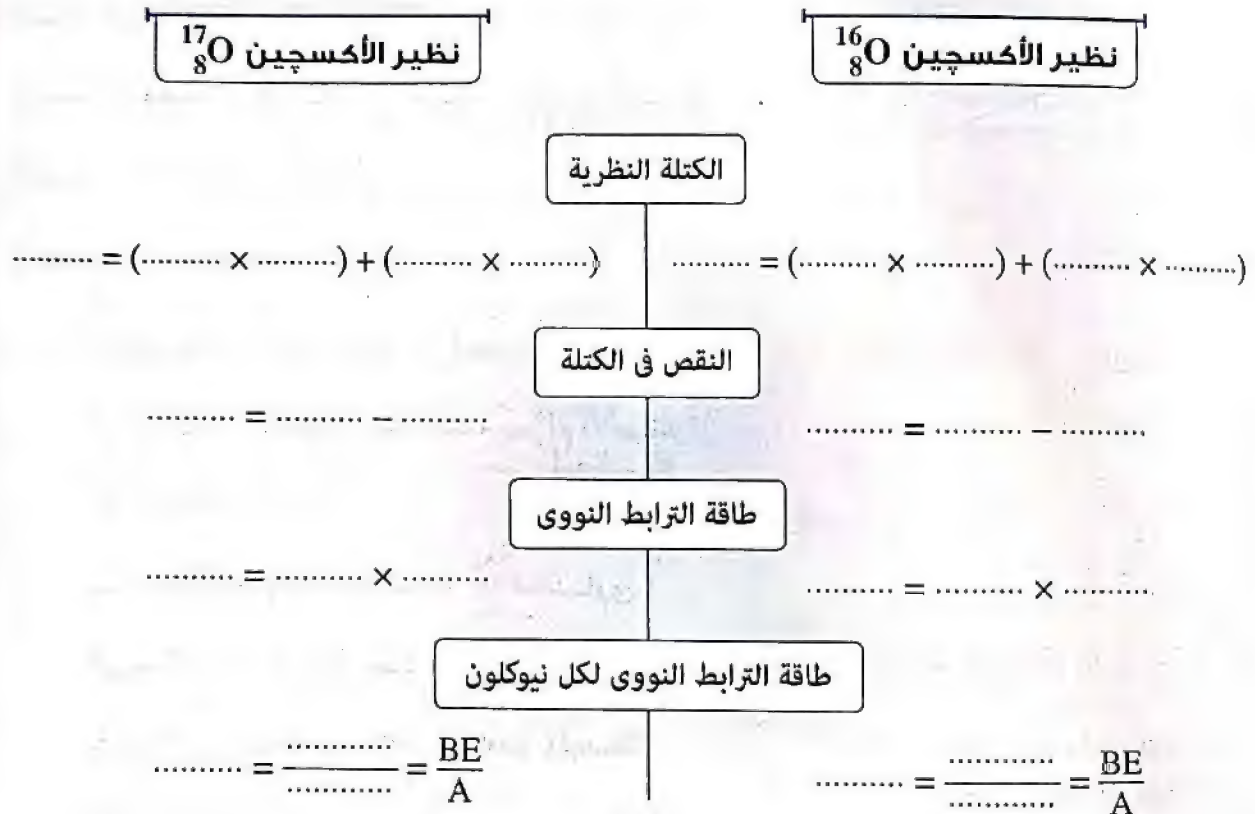 نظير الأكسچين ¹⁶₈O
نظير الأكسچين ¹⁷₈O
الكتلة النظرية
.......... = (.......... × ..........) + (.......... × ..........)
.......... = (.......... × ..........) + (.......... × ..........)
النقص فى الكتلة
.......... = .......... − ..........
.......... = .......... − ..........
طاقة الترابط النووى
.......... = .......... × ..........
.......... = .......... × ..........
طاقة الترابط النووى لكل نيوكلون
.......... = ............/............ = BE/A
.......... = ............/............ = BE/A